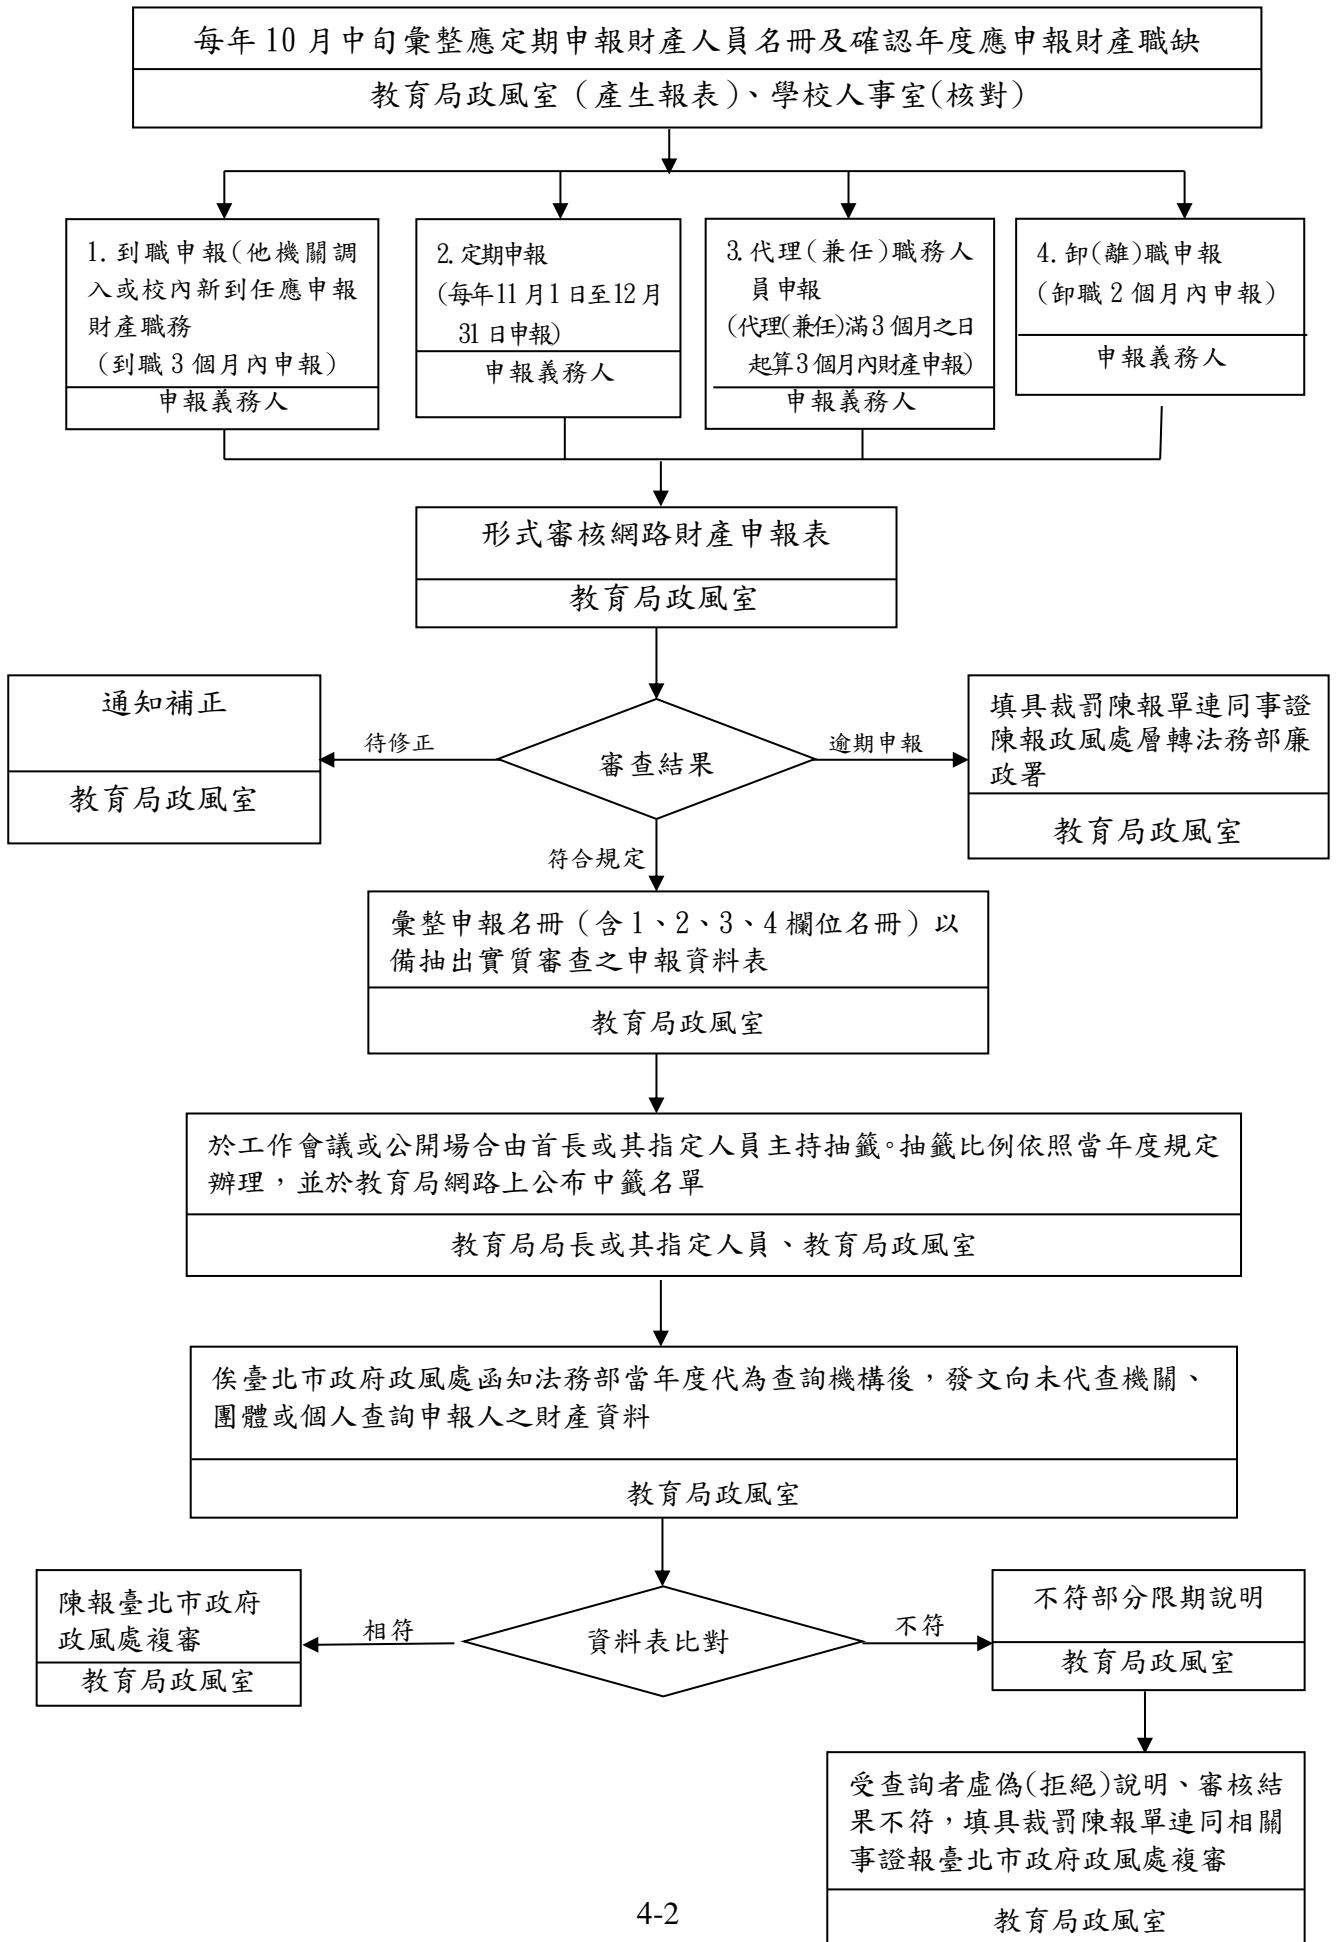 每年 10 月中旬彙整應定期申報財產人員名冊及確認年度應申報財產職缺
教育局政風室（產生報表）、學校人事室(核對)
1. 到職申報(他機關調
入或校內新到任應申報
財產職務
(到職 3 個月內申報)
申報義務人
2. 定期申報
(每年11 月 1 日至12 月
31 日申報)
申報義務人
3. 代理(兼任)職務人
員申報
(代理(兼任)滿 3 個月之日
起算 3 個月內財產申報)
申報義務人
4. 卸(離)職申報
(卸職 2 個月內申報)
申報義務人
形式審核網路財產申報表
教育局政風室
通知補正
教育局政風室
待修正
審查結果
逾期申報
填具裁罰陳報單連同事證
陳報政風處層轉法務部廉
政署
教育局政風室
符合規定
彙整申報名冊（含 1、2、3、4 欄位名冊）以
備抽出實質審查之申報資料表
教育局政風室
於工作會議或公開場合由首長或其指定人員主持抽籤。抽籤比例依照當年度規定
辦理，並於教育局網路上公布中籤名單
教育局局長或其指定人員、教育局政風室
俟臺北市政府政風處函知法務部當年度代為查詢機構後，發文向未代查機關、
團體或個人查詢申報人之財產資料
教育局政風室
陳報臺北市政府
政風處複審
教育局政風室
相符
資料表比對
不符
不符部分限期說明
教育局政風室
受查詢者虛偽(拒絕)說明、審核結
果不符，填具裁罰陳報單連同相關
事證報臺北市政府政風處複審
教育局政風室
4-2